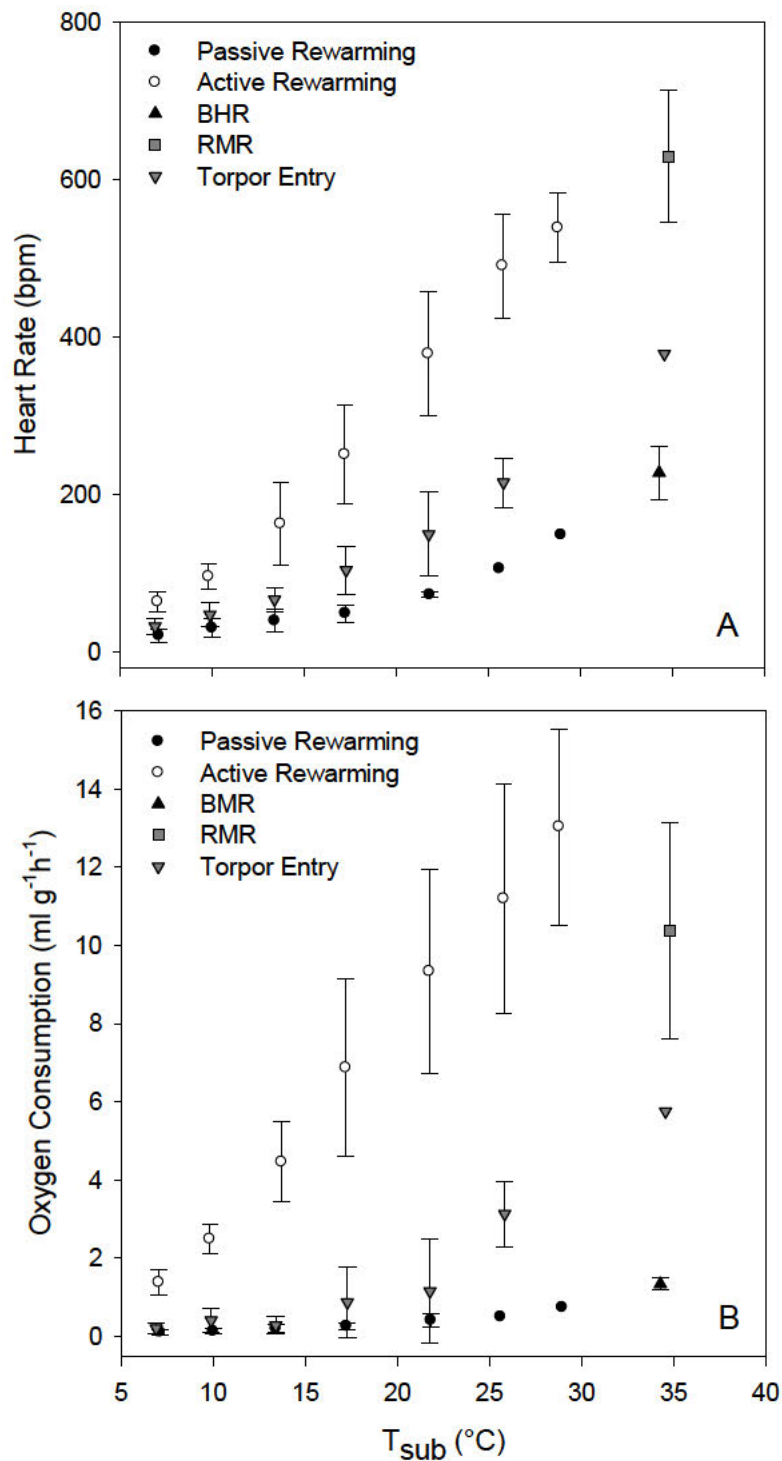 800
Passive Rewarming
Active Rewarming
BHR
RMR
Torpor Entry
600
Heart Rate (bpm)
400
200
0
A
16
Passive Rewarming
Active Rewarming
BMR
RMR
Torpor Entry
14
12
10
Oxygen Consumption (ml g⁻¹h⁻¹)
8
6
4
2
0
B
5 10 15 20 25 30 35 40
Tsub (°C)